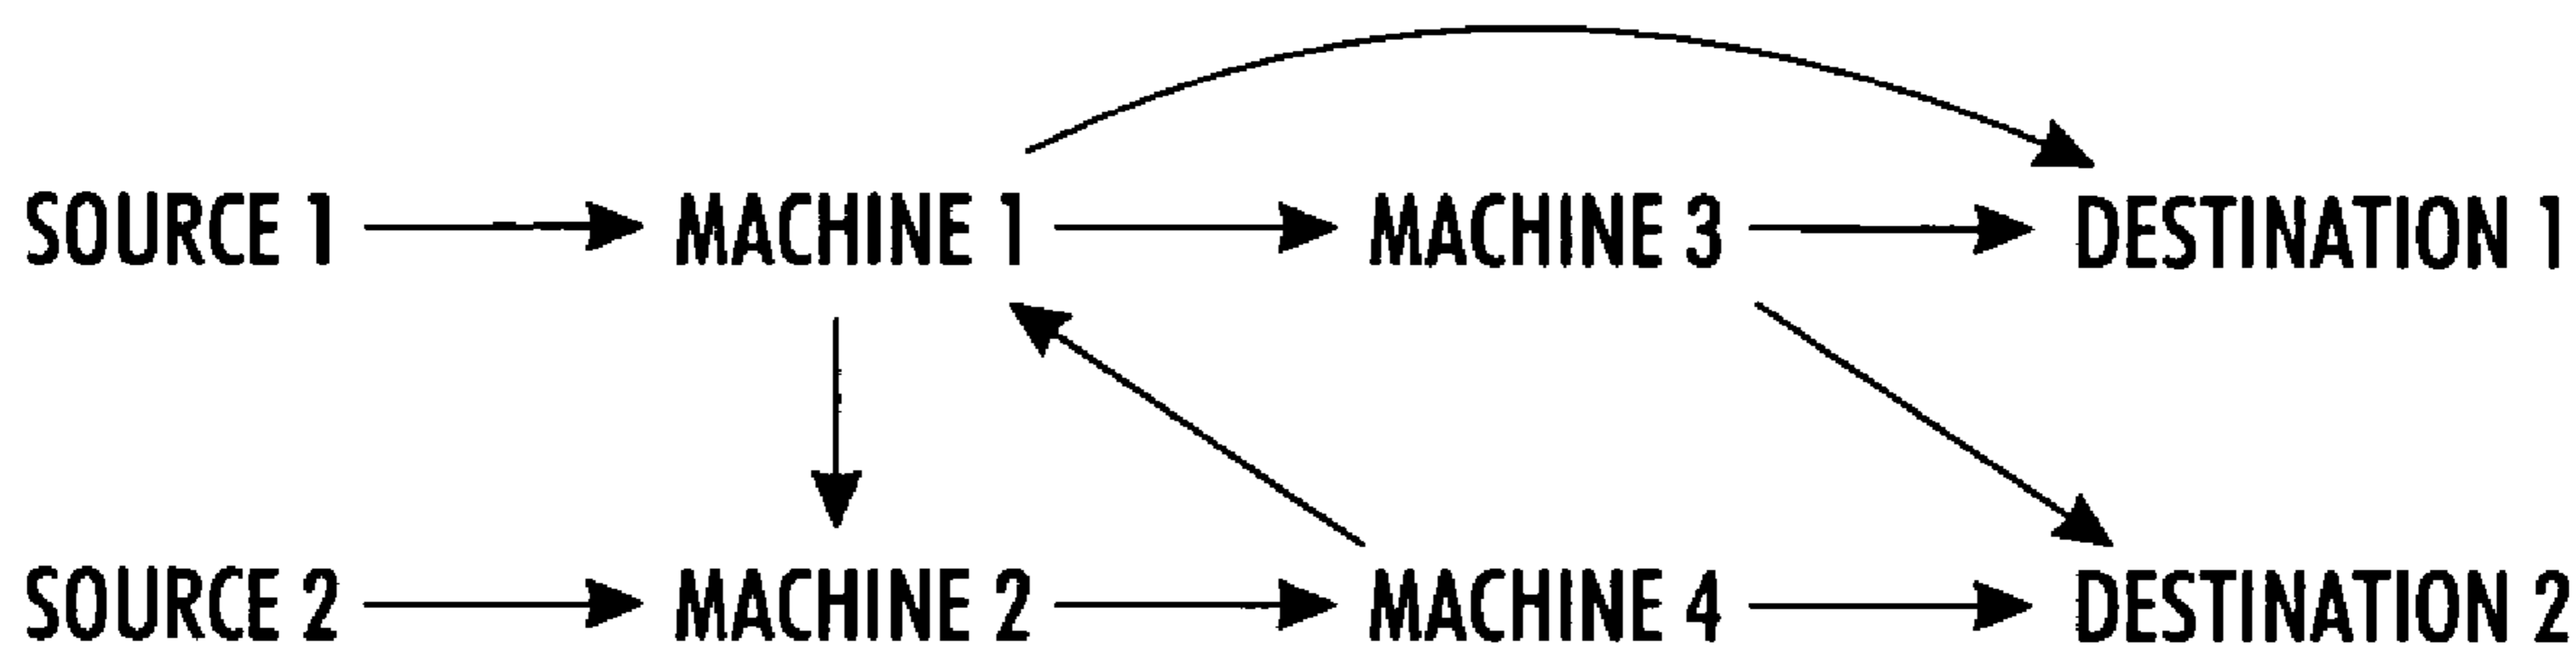 SOURCE 1 MACHINE 1 MACHINE 3 DESTINATION 1
SOURCE 2 MACHINE 2 MACHINE 4 DESTINATION 2